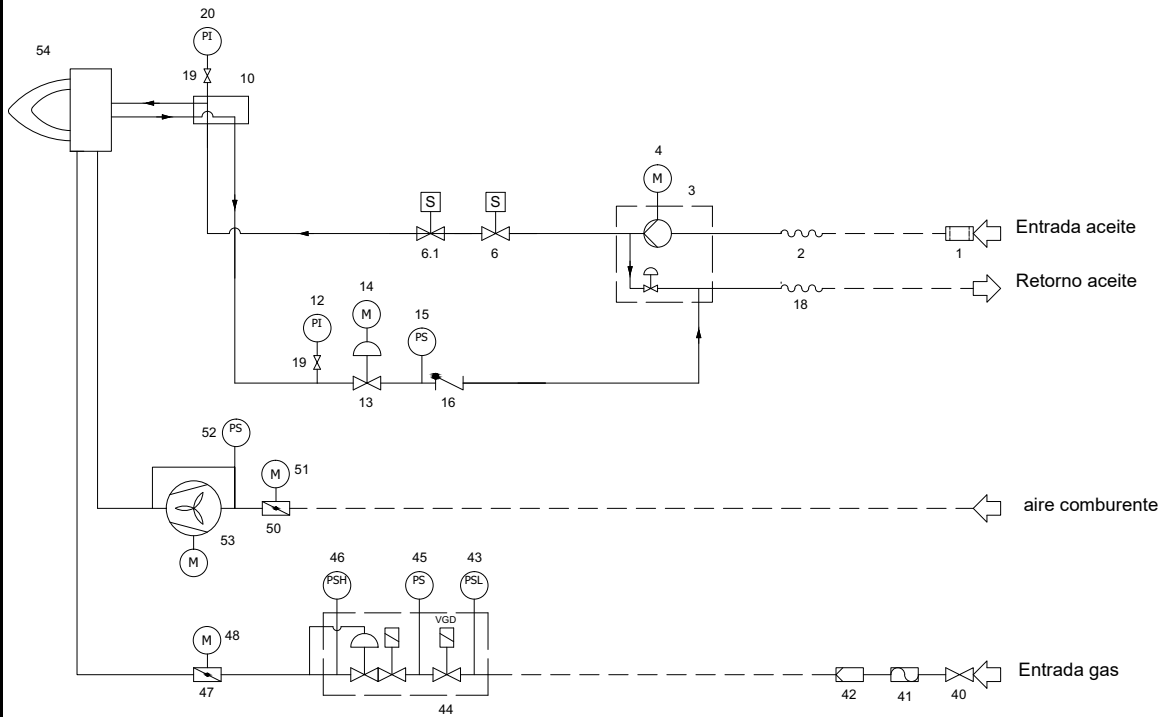 20
PI
54
19
10
4
M
3
S
S
6.1
6
2
1
Entrada aceite
18
Retorno aceite
12
PI
19
14
M
15
PS
13
16
52
PS
M
51
50
aire comburente
53
M
46
PSH
45
PS
43
PSL
VGD
M
48
47
44
42
41
40
Entrada gas